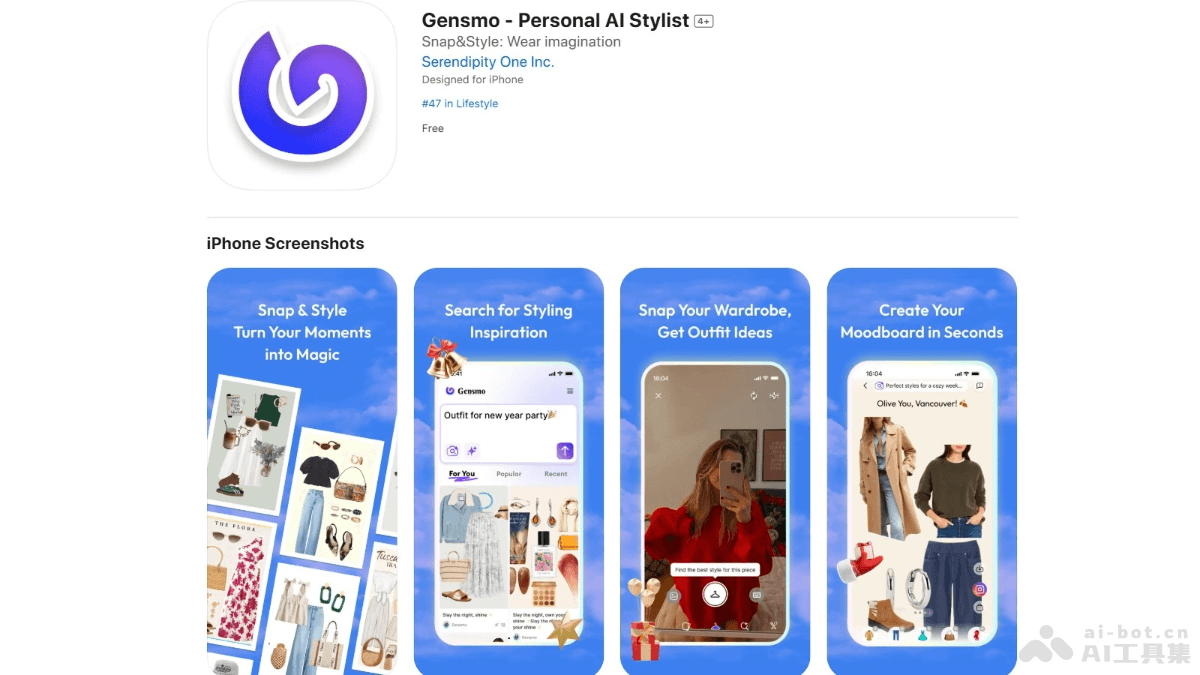 Gensmo - Personal AI Stylist 4+
Snap&Style: Wear imagination
Serendipity One Inc.
Designed for iPhone
#47 in Lifestyle
Free
iPhone Screenshots
Snap & Style
Turn Your Moments
into Magic
THE FLORA
Search for Styling
Inspiration
Gensmo
Outfit for new year party🎉
For You Popular Recent
Stay the night, shine
Stay the night, own your
your shine
Gensmo
Snap Your Wardrobe,
Get Outfit Ideas
16:04
Find the best style for this piece
Create Your
Moodboard in Seconds
16:04
Perfect styles for a cozy week...
Olive You, Vancouver!
ai-bot.cn
AI工具集